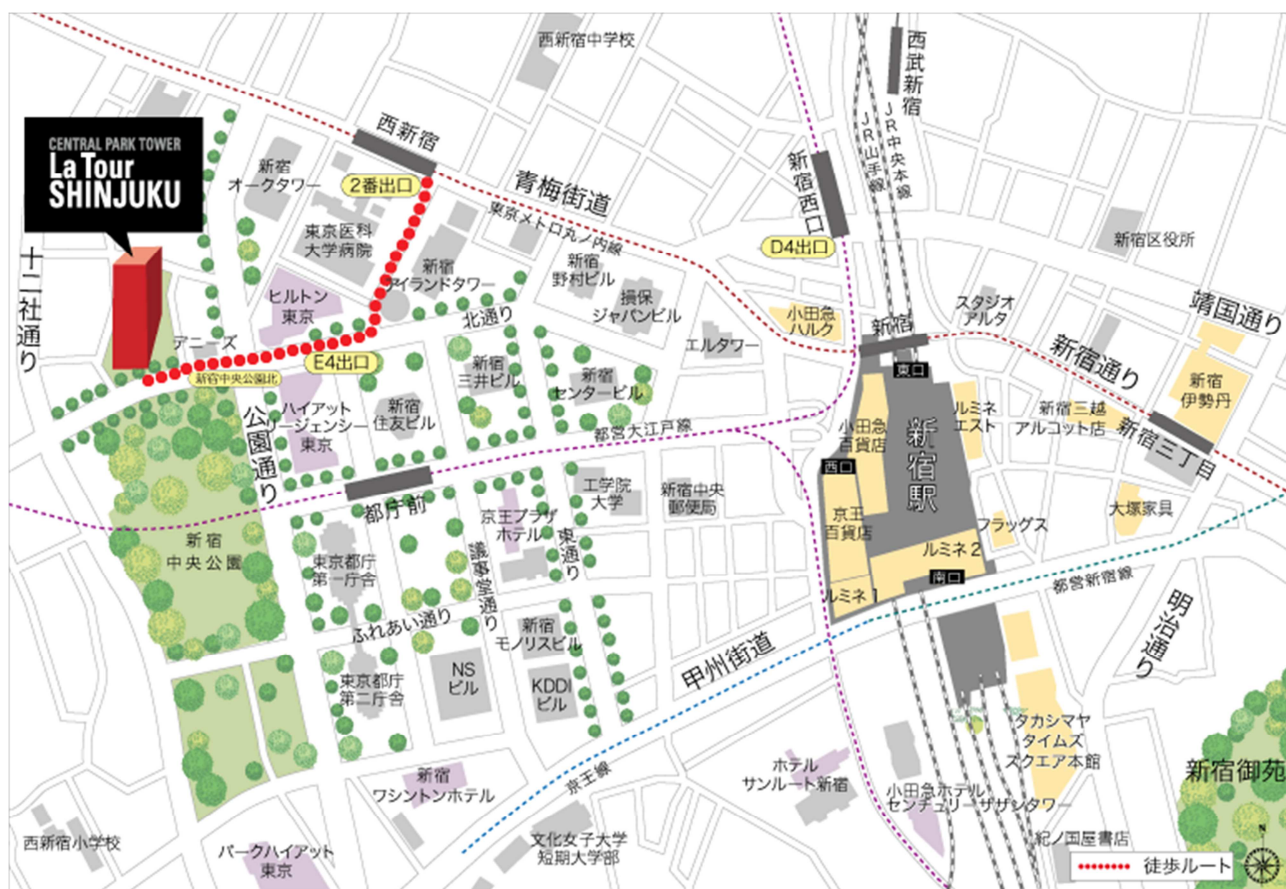 西新宿中学校
西武新宿
JR中央本線
JR山手線
CENTRAL PARK TOWER
La Tour
SHINJUKU
西新宿
2番出口
新宿
オークタワー
東京医科
大学病院
青梅街道
東京メトロ丸ノ内線
新宿西口
D4出口
新宿区役所
十二社通り
新宿
アイランドタワー
新宿
野村ビル
損保
ジャパンビル
ヒルトン
東京
北通り
小田急
ハルク
新宿
スタジオ
アルタ
靖国通り
新宿通り
デニーズ
E4出口
新宿中央公園北
エルタワー
東口
新宿
三井ビル
新宿
センタービル
新宿
伊勢丹
公園通り
ハイアット
リージェンシー
東京
新宿
住友ビル
都営大江戸線
小田急
百貨店
新宿駅
ルミネ
エスト
新宿三越
アルコット店
新宿三丁目
西口
都庁前
京王プラザ
ホテル
工学院
大学
新宿中央
郵便局
京王
百貨店
フラッグス
大塚家具
新宿
中央公園
東京都庁
第一庁舎
議事堂通り
東通り
ルミネ2
南口
ルミネ 1
都営新宿線
明治通り
ふれあい通り
新宿
モノリスビル
甲州街道
東京都庁
第二庁舎
NS
ビル
KDDI
ビル
タカシマヤ
タイムズ
スクエア本館
新宿
ワシントンホテル
京王線
ホテル
サンルート新宿
小田急ホテル
センチュリーサザンタワー
新宿御苑
西新宿小学校
パークハイアット
東京
文化女子大学
短期大学部
紀ノ国屋書店
N
徒歩ルート